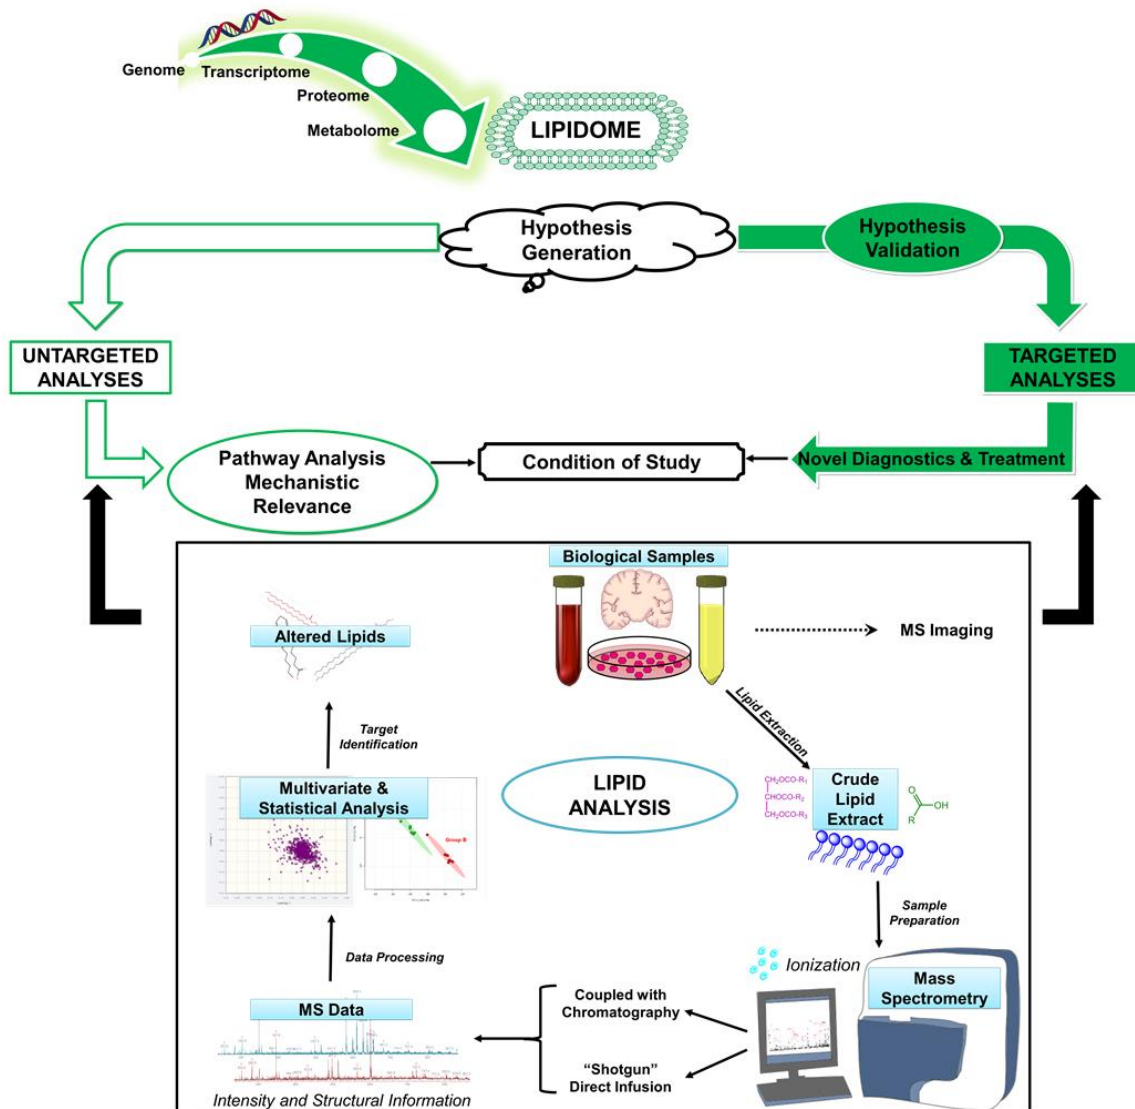 Genome
Transcriptome
Proteome
Metabolome
LIPIDOME
Hypothesis
Generation
Hypothesis
Validation
UNTARGETED
ANALYSES
TARGETED
ANALYSES
Pathway Analysis
Mechanistic
Relevance
Condition of Study
Novel Diagnostics & Treatment
Biological Samples
MS Imaging
Altered Lipids
Lipid Extraction
Target
Identification
LIPID
ANALYSIS
CH₂OCO-R₁
CHOCO-R₂
CH₂OCO-R₃
Crude
Lipid
Extract
O
R
OH
Multivariate &
Statistical Analysis
Group B
Sample
Preparation
Data Processing
Ionization
Mass
Spectrometry
Coupled with
Chromatography
MS Data
“Shotgun”
Direct Infusion
Intensity and Structural Information